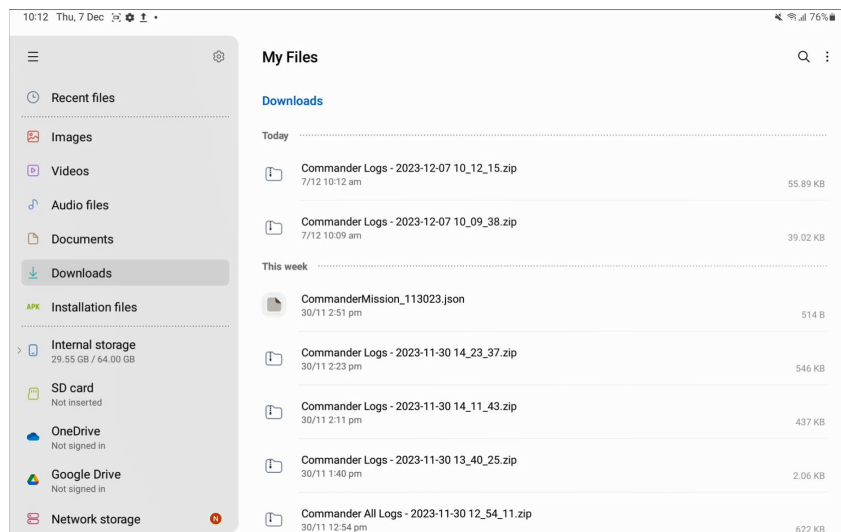 10:12 Thu, 7 Dec
76%
My Files
Recent files
Images
Videos
Audio files
Documents
Downloads
APK Installation files
Internal storage
29.55 GB / 64.00 GB
SD card
Not inserted
OneDrive
Not signed in
Google Drive
Not signed in
Network storage N
Downloads
Today
Commander Logs - 2023-12-07 10_12_15.zip
7/12 10:12 am
55.89 KB
Commander Logs - 2023-12-07 10_09_38.zip
7/12 10:09 am
39.02 KB
This week
CommanderMission_113023.json
30/11 2:51 pm
514 B
Commander Logs - 2023-11-30 14_23_37.zip
30/11 2:23 pm
546 KB
Commander Logs - 2023-11-30 14_11_43.zip
30/11 2:11 pm
437 KB
Commander Logs - 2023-11-30 13_40_25.zip
30/11 1:40 pm
2.06 KB
Commander All Logs - 2023-11-30 12_54_11.zip
30/11 12:54 pm
622 KB